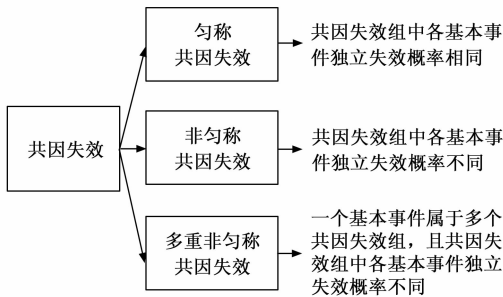 共因失效
匀称
共因失效
共因失效组中各基本事
件独立失效概率相同
非匀称
共因失效
共因失效组中各基本事
件独立失效概率不同
多重非匀称
共因失效
一个基本事件属于多个
共因失效组，且共因失
效组中各基本事件独立
失效概率不同